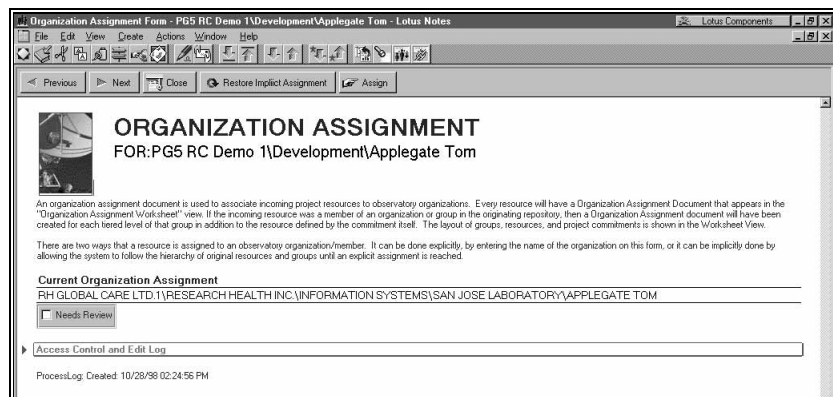 Organization Assignment Form - PG5 RC Demo 1\Development\Applegate Tom - Lotus Notes
Lotus Components
File Edit View Create Actions Window Help
Previous Next Close Restore Implict Assignment Assign
ORGANIZATION ASSIGNMENT
FOR:PG5 RC Demo 1\Development\Applegate Tom
An organization assignment document is used to associate incoming project resources to observatory organizations. Every resource will have a Organization Assignment Document that appears in the
"Organization Assignment Worksheet" view. If the incoming resource was a member of an organization or group in the originating repository, then a Organization Assignment document will have been
created for each tiered level of that group in addition to the resource defined by the commitment itself. The layout of groups, resources, and project commitments is shown in the Worksheet View.
There are two ways that a resource is assigned to an observatory organization/member. It can be done explicitly, by entering the name of the organization on this form, or it can be implicitly done by
allowing the system to follow the hierarchy of original resources and groups until an explicit assignment is reached.
Current Organization Assignment
RH GLOBAL CARE LTD.1\RESEARCH HEALTH INC.\INFORMATION SYSTEMS\SAN JOSE LABORATORY\APPLEGATE TOM
Needs Review
Access Control and Edit Log
ProcessLog: Created: 10/28/98 02:24:56 PM